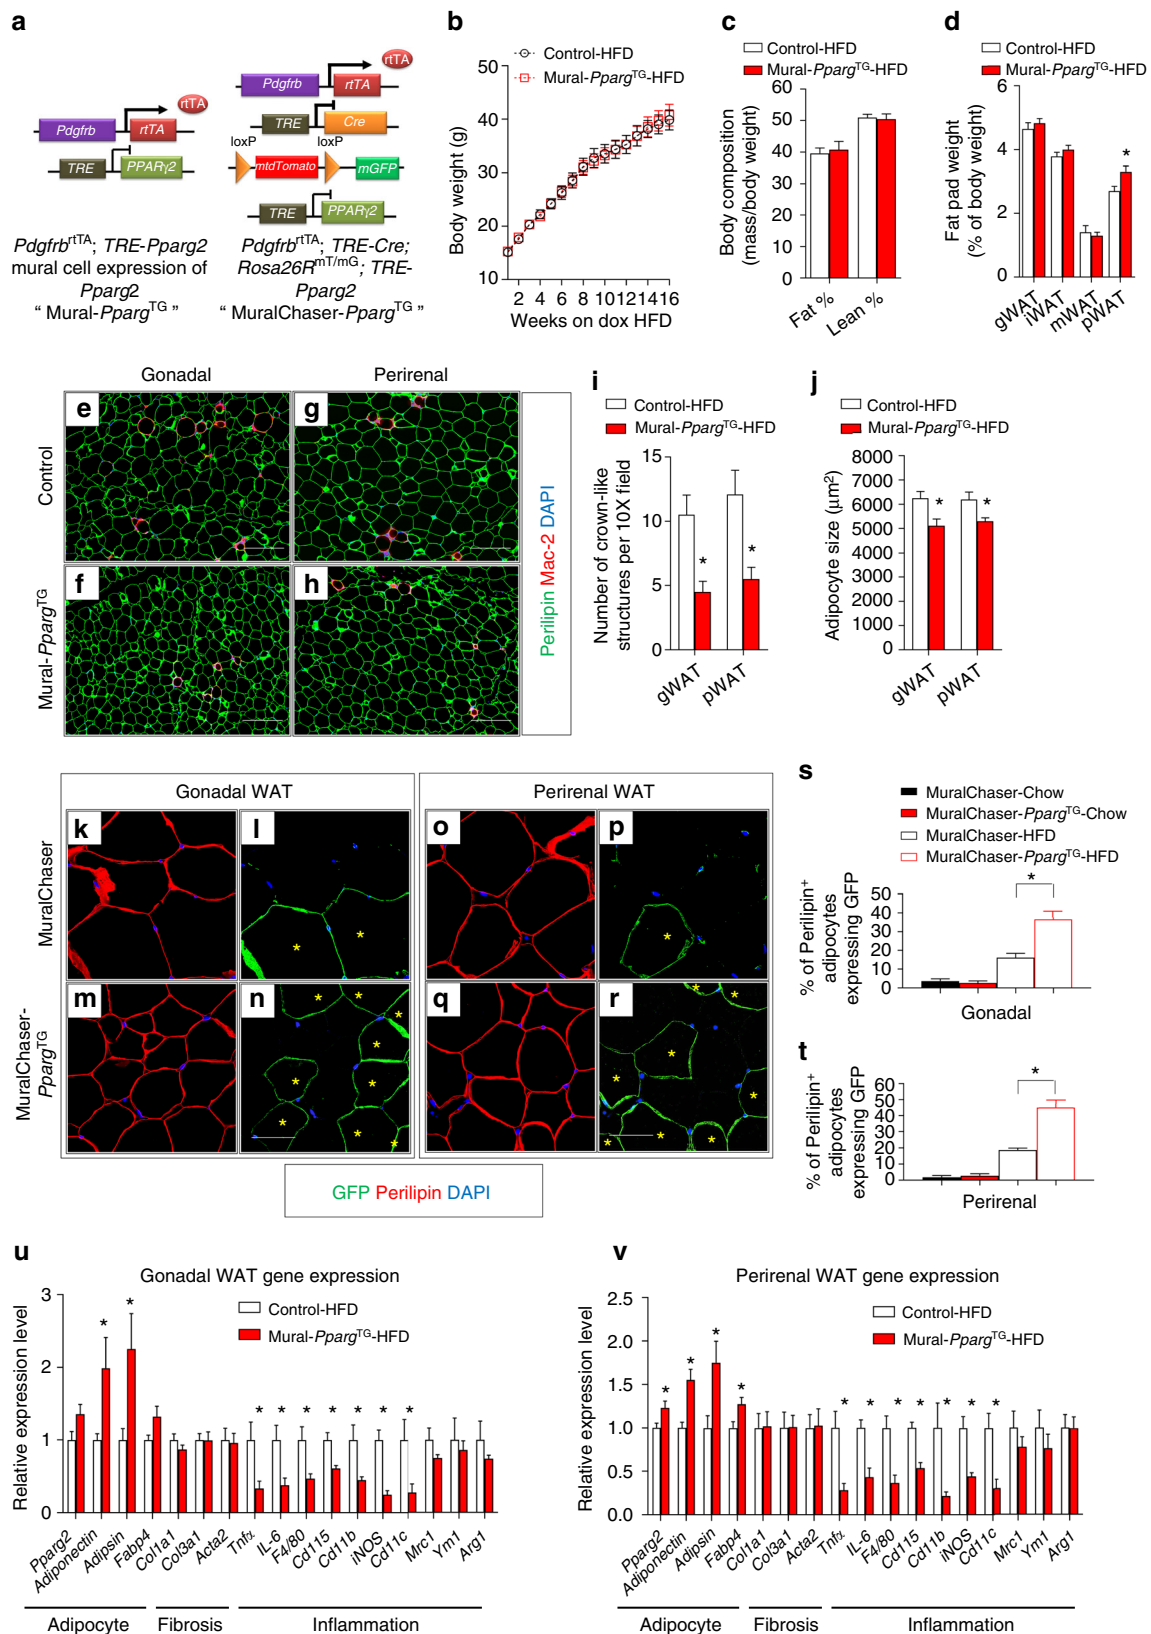 a
Pdgfrb
rtTA
rtTA
TRE
PPARγ2
Pdgfrb^rtTA; TRE-Pparg2
mural cell expression of
Pparg2
“ Mural-Pparg^TG ”
Pdgfrb
rtTA
rtTA
TRE
Cre
loxP
loxP
mtdTomato
mGFP
TRE
PPARγ2
Pdgfrb^rtTA; TRE-Cre;
Rosa26R^mT/mG; TRE-
Pparg2
“ MuralChaser-Pparg^TG ”
b
Control-HFD
Mural-Pparg^TG-HFD
Body weight (g)
50
40
30
20
10
2 4 6 8 10 12 14 16
Weeks on dox HFD
c
Control-HFD
Mural-Pparg^TG-HFD
Body composition
(mass/body weight)
60
50
40
30
20
10
0
Fat %
Lean %
d
Control-HFD
Mural-Pparg^TG-HFD
Fat pad weight
(% of body weight)
6
4
2
0
*
gWAT
iWAT
mWAT
pWAT
Gonadal
Perirenal
Control
Mural-Pparg^TG
e
g
f
h
Perilipin Mac-2 DAPI
i
Control-HFD
Mural-Pparg^TG-HFD
Number of crown-like
structures per 10X field
15
10
5
0
* *
gWAT
pWAT
j
Control-HFD
Mural-Pparg^TG-HFD
Adipocyte size (μm²)
8000
7000
6000
5000
4000
3000
2000
1000
0
* *
gWAT
pWAT
Gonadal WAT
Perirenal WAT
MuralChaser
MuralChaser-
Pparg^TG
k
l
o
p
m
n
q
r
GFP Perilipin DAPI
s
MuralChaser-Chow
MuralChaser-Pparg^TG-Chow
MuralChaser-HFD
MuralChaser-Pparg^TG-HFD
% of Perilipin⁺
adipocytes
expressing GFP
50
40
30
20
10
0
*
Gonadal
t
% of Perilipin⁺
adipocytes
expressing GFP
60
50
40
30
20
10
0
*
Perirenal
u
Gonadal WAT gene expression
Control-HFD
Mural-Pparg^TG-HFD
Relative expression level
3
2
1
0
* * * * * * * * *
Pparg2
Adiponectin
Adipsin
Fabp4
Col1a1
Col3a1
Acta2
Tnfα
IL-6
F4/80
Cd115
Cd11b
iNOS
Cd11c
Mrc1
Ym1
Arg1
Adipocyte
Fibrosis
Inflammation
v
Perirenal WAT gene expression
Control-HFD
Mural-Pparg^TG-HFD
Relative expression level
2.5
2.0
1.5
1.0
0.5
0.0
* * * * * * * * * * *
Pparg2
Adiponectin
Adipsin
Fabp4
Col1a1
Col3a1
Acta2
Tnfα
IL-6
F4/80
Cd115
Cd11b
iNOS
Cd11c
Mrc1
Ym1
Arg1
Adipocyte
Fibrosis
Inflammation